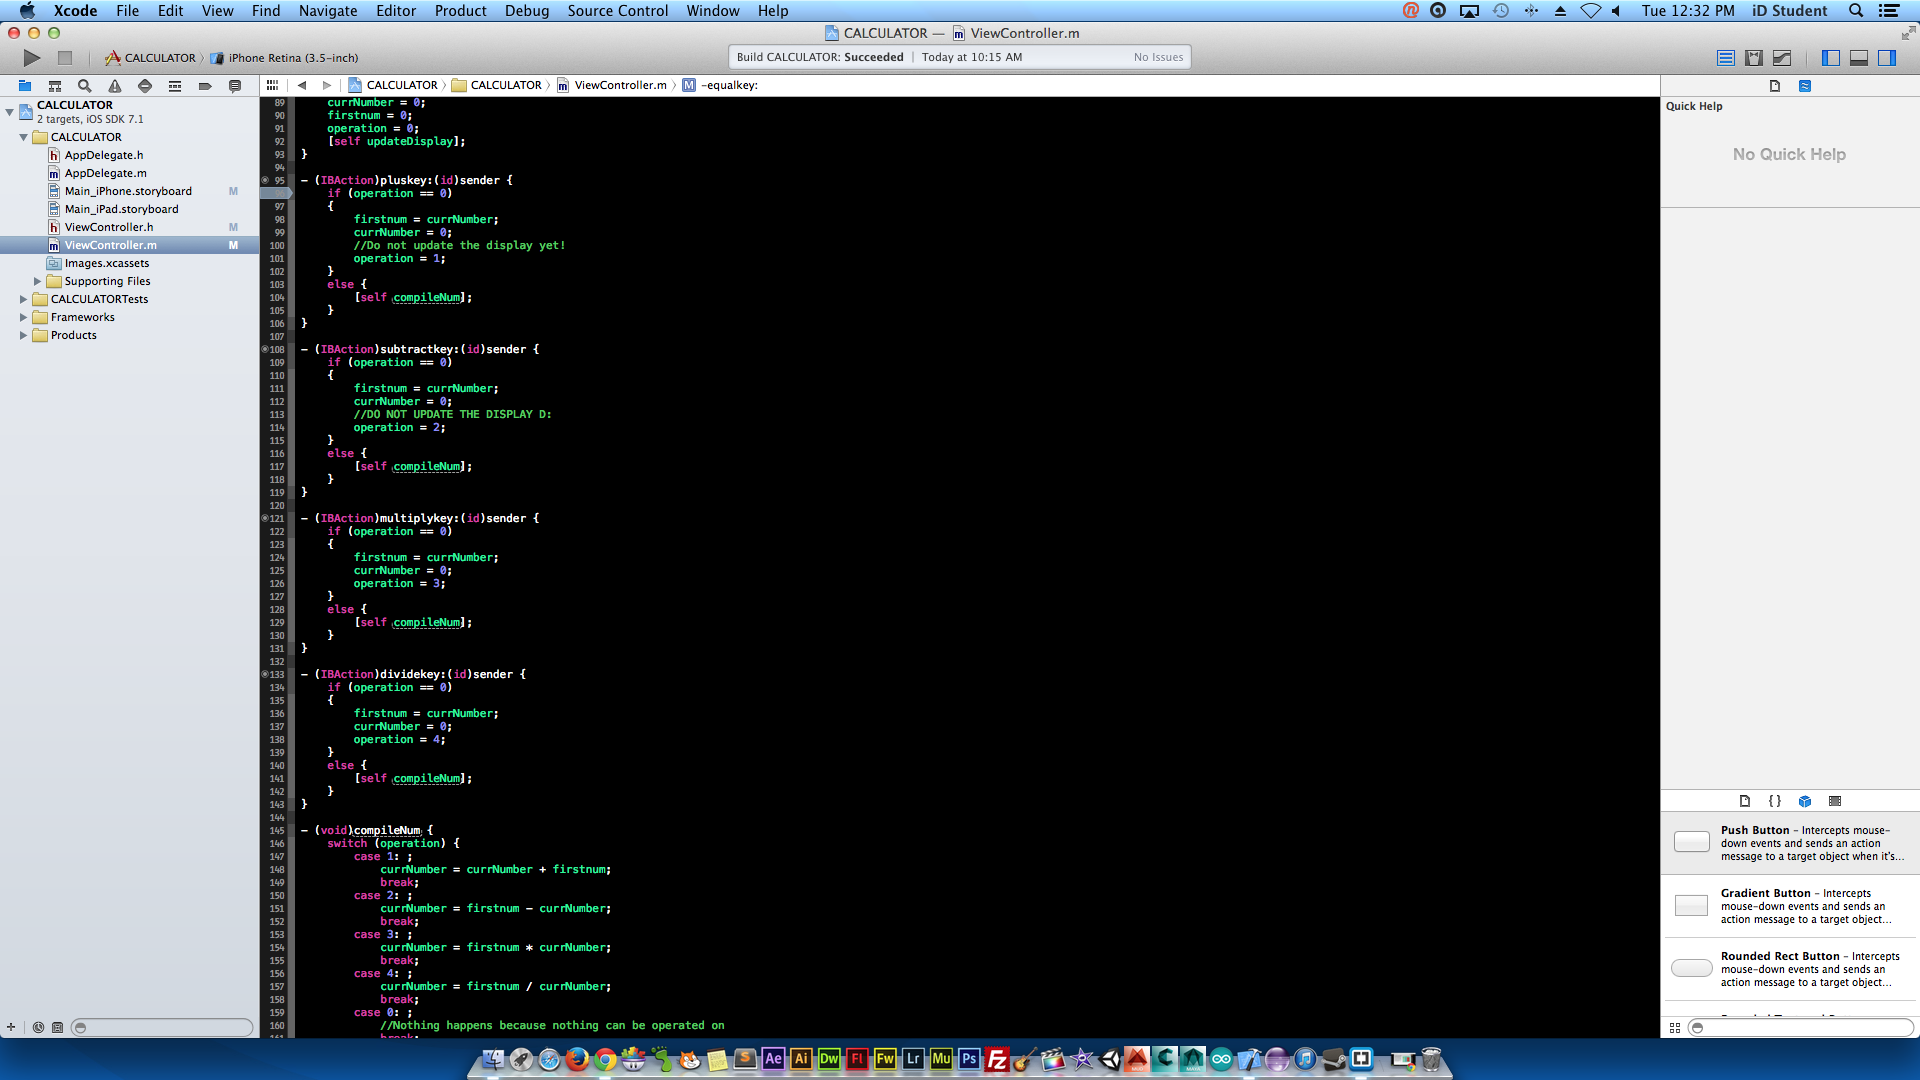 Xcode File Edit View Find Navigate Editor Product Debug Source Control Window Help Tue 12:32 PM iD Student
CALCULATOR — ViewController.m
CALCULATOR iPhone Retina (3.5-inch)
Build CALCULATOR: Succeeded Today at 10:15 AM No Issues
CALCULATOR CALCULATOR ViewController.m M -equalkey:
CALCULATOR
2 targets, iOS SDK 7.1
CALCULATOR
h AppDelegate.h
m AppDelegate.m
Main_iPhone.storyboard M
Main_iPad.storyboard
h ViewController.h M
m ViewController.m M
Images.xcassets
Supporting Files
CALCULATORTests
Frameworks
Products
89 currNumber = 0;
90 firstnum = 0;
91 operation = 0;
92 [self updateDisplay];
93 }
94
95 - (IBAction)pluskey:(id)sender {
if (operation == 0)
97 {
98 firstnum = currNumber;
99 currNumber = 0;
100 //Do not update the display yet!
101 operation = 1;
102 }
103 else {
104 [self compileNum];
105 }
106 }
107
108 - (IBAction)subtractkey:(id)sender {
109 if (operation == 0)
110 {
111 firstnum = currNumber;
112 currNumber = 0;
113 //DO NOT UPDATE THE DISPLAY D:
114 operation = 2;
115 }
116 else {
117 [self compileNum];
118 }
119 }
120
121 - (IBAction)multiplykey:(id)sender {
122 if (operation == 0)
123 {
124 firstnum = currNumber;
125 currNumber = 0;
126 operation = 3;
127 }
128 else {
129 [self compileNum];
130 }
131 }
132
133 - (IBAction)dividekey:(id)sender {
134 if (operation == 0)
135 {
136 firstnum = currNumber;
137 currNumber = 0;
138 operation = 4;
139 }
140 else {
141 [self compileNum];
142 }
143 }
144
145 - (void)compileNum {
146 switch (operation) {
147 case 1: ;
148 currNumber = currNumber + firstnum;
149 break;
150 case 2: ;
151 currNumber = firstnum - currNumber;
152 break;
153 case 3: ;
154 currNumber = firstnum * currNumber;
155 break;
156 case 4: ;
157 currNumber = firstnum / currNumber;
158 break;
159 case 0: ;
160 //Nothing happens because nothing can be operated on
161 break;
Quick Help
No Quick Help
{ }
Push Button - Intercepts mouse-
down events and sends an action
message to a target object when it's...
Gradient Button - Intercepts
mouse-down events and sends an
action message to a target object...
Rounded Rect Button - Intercepts
mouse-down events and sends an
action message to a target object...
Ae Ai Dw Fl Fw Lr Mu Ps Fz